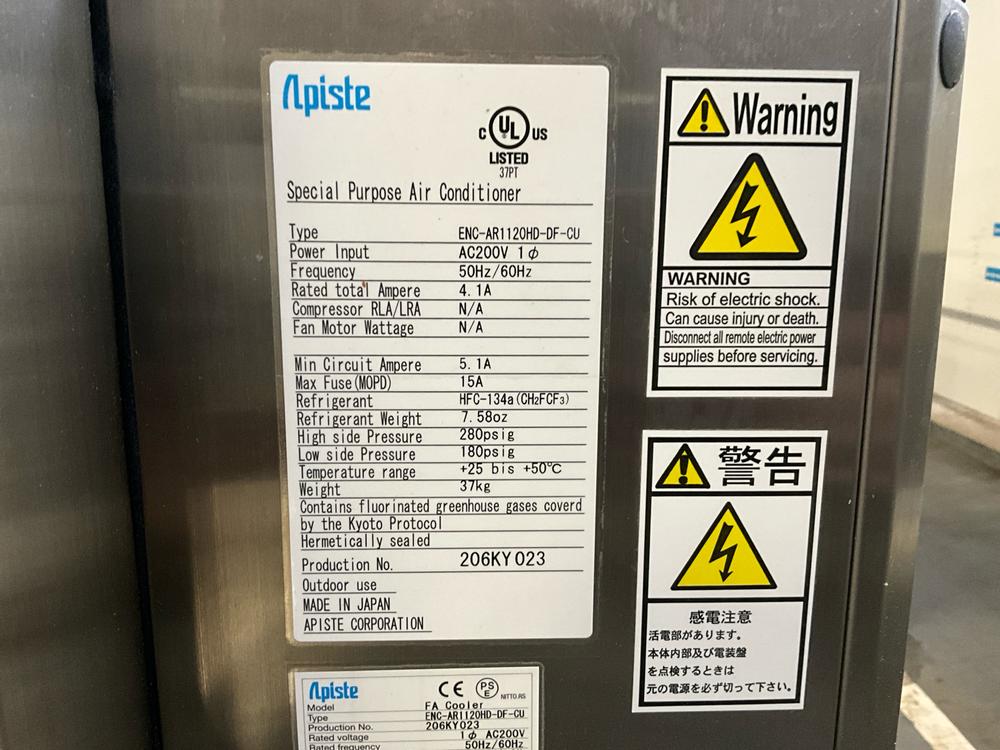 Apiste
C UL US
LISTED
37PT
Special Purpose Air Conditioner
Type ENC-AR1120HD-DF-CU
Power Input AC200V 1φ
Frequency 50Hz/60Hz
Rated total Ampere 4.1A
Compressor RLA/LRA N/A
Fan Motor Wattage N/A
Min Circuit Ampere 5.1A
Max Fuse(MOPD) 15A
Refrigerant HFC-134a(CH₂FCF₃)
Refrigerant Weight 7.58oz
High side Pressure 280psig
Low side Pressure 180psig
Temperature range +25 bis +50℃
Weight 37kg
Contains fluorinated greenhouse gases coverd
by the Kyoto Protocol
Hermetically sealed
Production No. 206KY023
Outdoor use
MADE IN JAPAN
APISTE CORPORATION
Apiste CE PSE NITTO.RS
Model FA Cooler
Type ENC-AR1120HD-DF-CU
Production No. 206KY023
Rated voltage 1φ AC200V
Rated frequency 50Hz/60Hz
Warning
WARNING
Risk of electric shock.
Can cause injury or death.
Disconnect all remote electric power
supplies before servicing.
警告
感電注意
活電部があります。
本体内部及び電装盤
を点検するときは
元の電源を必ず切って下さい。